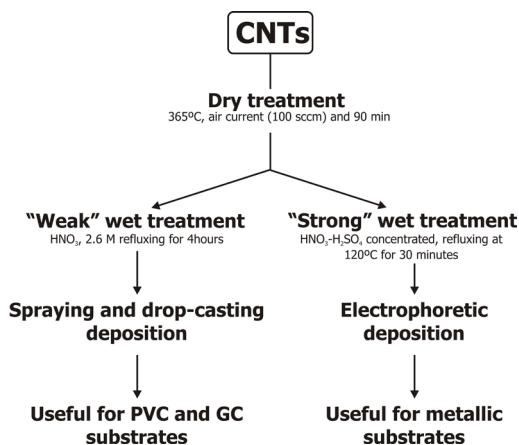 CNTs
Dry treatment
365ºC, air current (100 sccm) and 90 min
"Weak" wet treatment
HNO₃, 2.6 M refluxing for 4hours
"Strong" wet treatment
HNO₃-H₂SO₄ concentrated, refluxing at
120ºC for 30 minutes
Spraying and drop-casting
deposition
Electrophoretic
deposition
Useful for PVC and GC
substrates
Useful for metallic
substrates